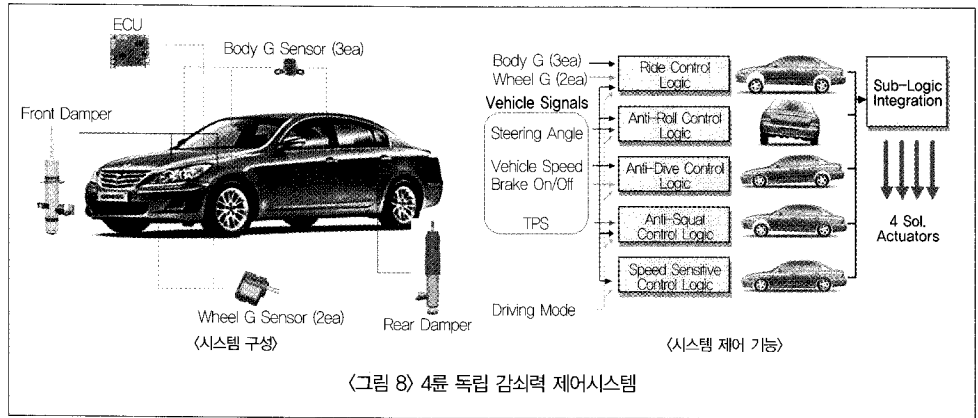 ECU
Body G Sensor (3ea)
Front Damper
Wheel G Sensor (2ea)
Rear Damper
〈시스템 구성〉
Body G (3ea)
Wheel G (2ea)
Vehicle Signals
Steering Angle
Vehicle Speed
Brake On/Off
TPS
Driving Mode
Ride Control
Logic
Anti-Roll Control
Logic
Anti-Dive Control
Logic
Anti-Squat
Control Logic
Speed Sensitive
Control Logic
Sub-Logic
Integration
4 Sol.
Actuators
〈시스템 제어 기능〉
〈그림 8〉 4륜 독립 감쇠력 제어시스템